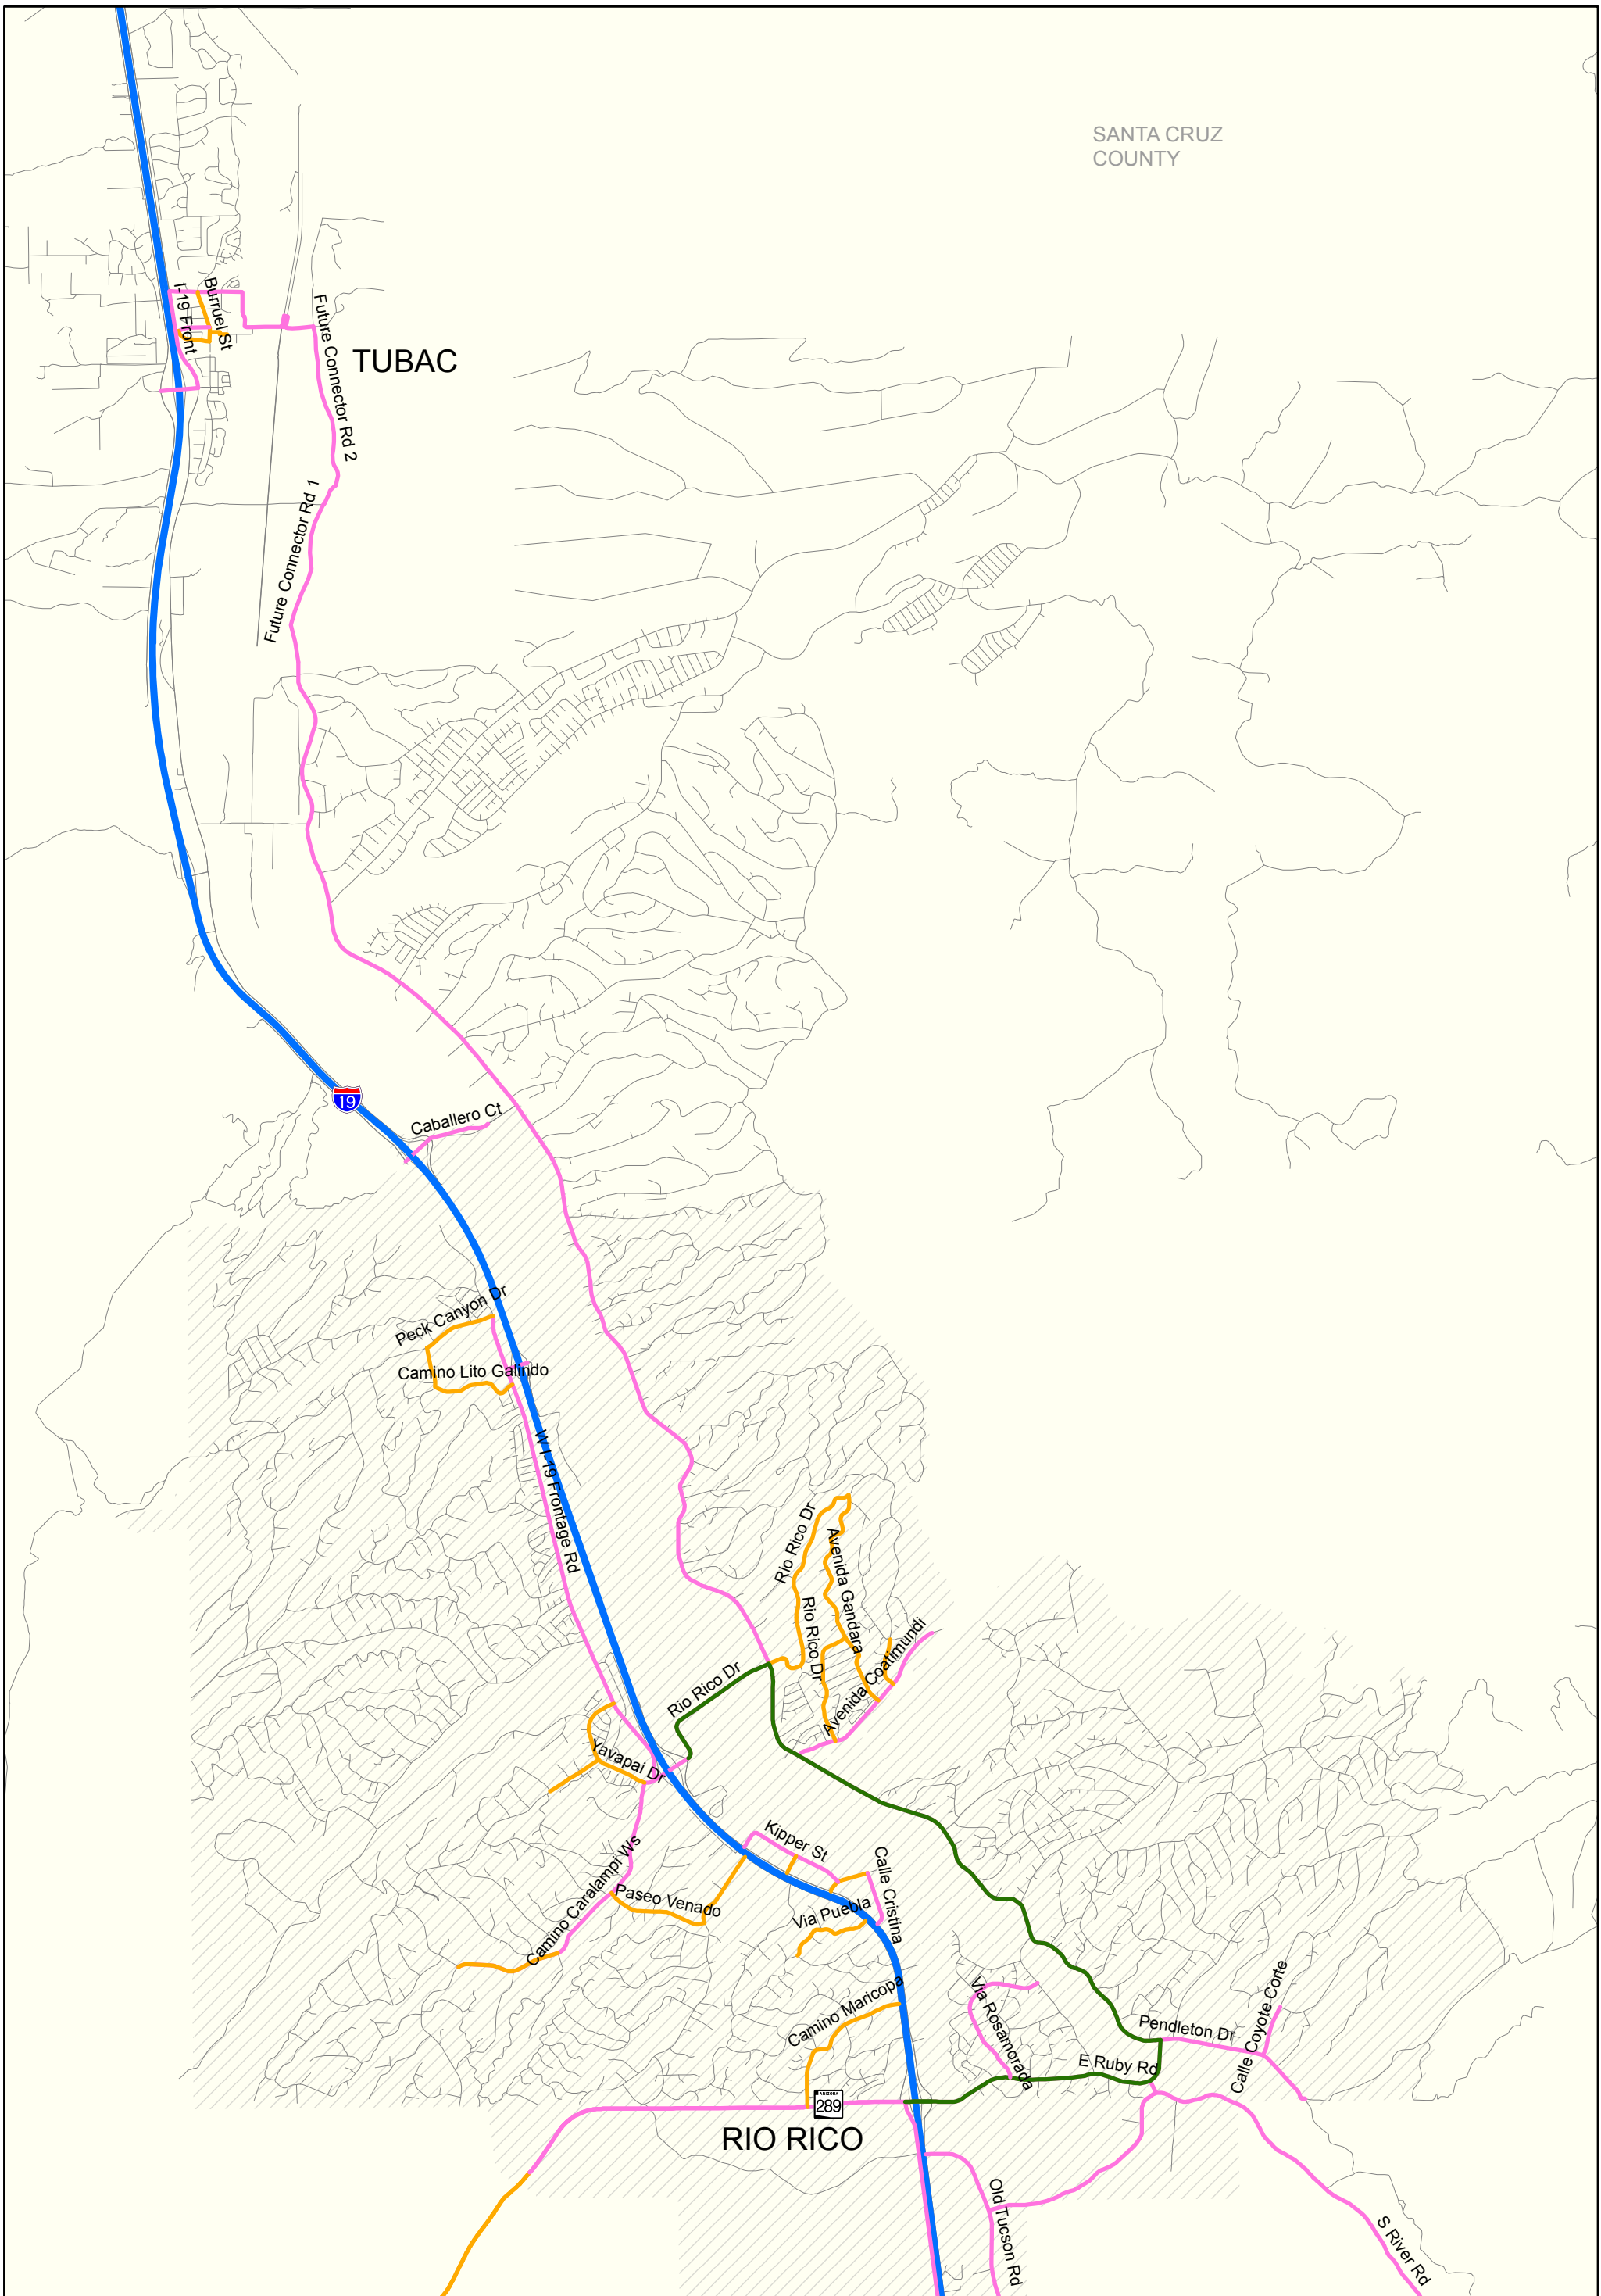 SANTA CRUZ
COUNTY
I-19 Front
Burruel St
Future Connector Rd 2
TUBAC
Future Connector Rd 1
19
Caballero Ct
Peck Canyon Dr
Camino Lito Galindo
W I-19 Frontage Rd
Rio Rico Dr
Avenida Gandara
Rio Rico Dr
Avenida Coatimundi
Rio Rico Dr
Yavapai Dr
Kipper St
Camino Caralampi Ws
Paseo Venado
Calle Cristina
Via Puebla
Camino Maricopa
Via Rosamorada
Pendleton Dr
Calle Coyote Corte
E Ruby Rd
ARIZONA
289
RIO RICO
Old Tucson Rd
S River Rd